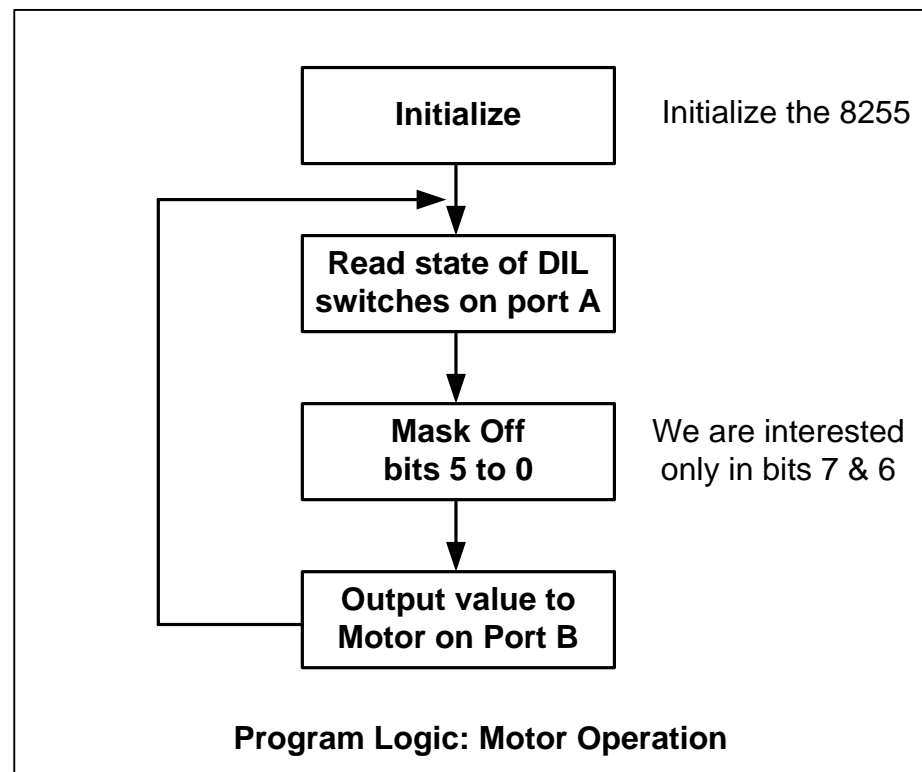 Initialize
Initialize the 8255
Read state of DIL
switches on port A
Mask Off
bits 5 to 0
We are interested
only in bits 7 & 6
Output value to
Motor on Port B
Program Logic: Motor Operation